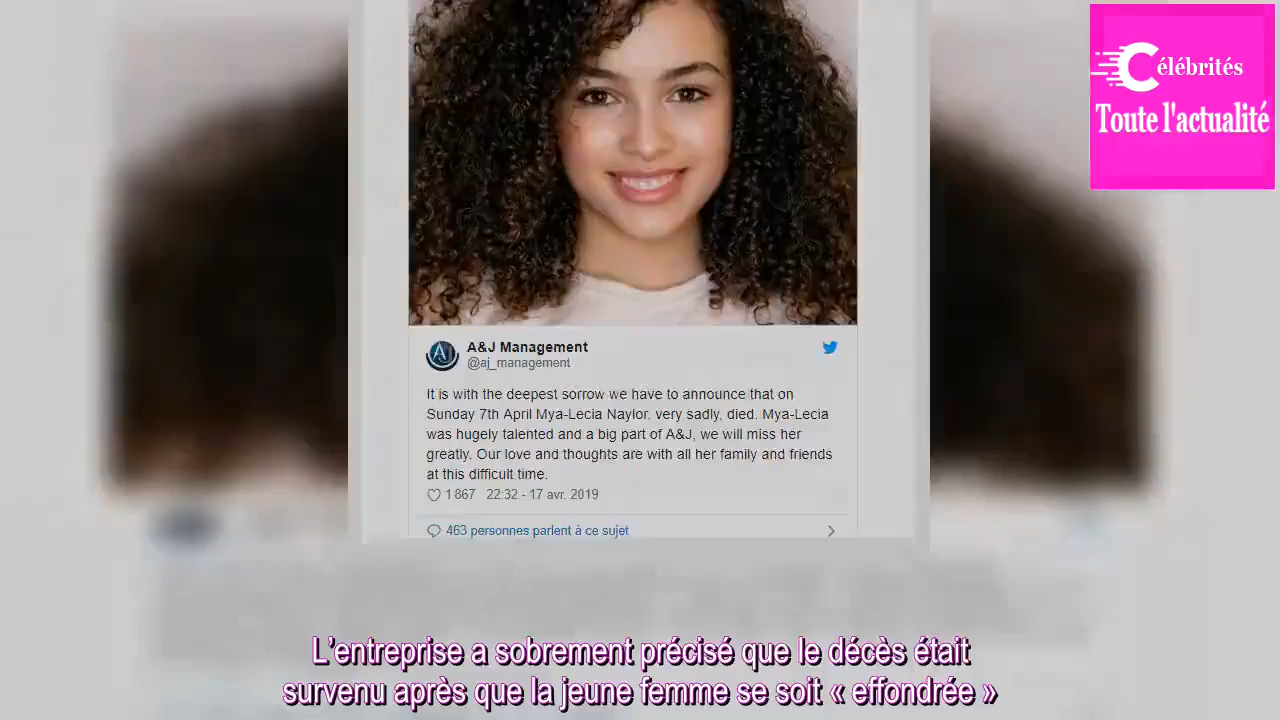 Célébrités
Toute l'actualité
A&J Management
@aj_management
It is with the deepest sorrow we have to announce that on
Sunday 7th April Mya-Lecia Naylor, very sadly, died. Mya-Lecia
was hugely talented and a big part of A&J, we will miss her
greatly. Our love and thoughts are with all her family and friends
at this difficult time.
1 867 22:32 - 17 avr. 2019
463 personnes parlent à ce sujet
L'entreprise a sobrement précisé que le décès était
survenu après que la jeune femme se soit « effondrée »